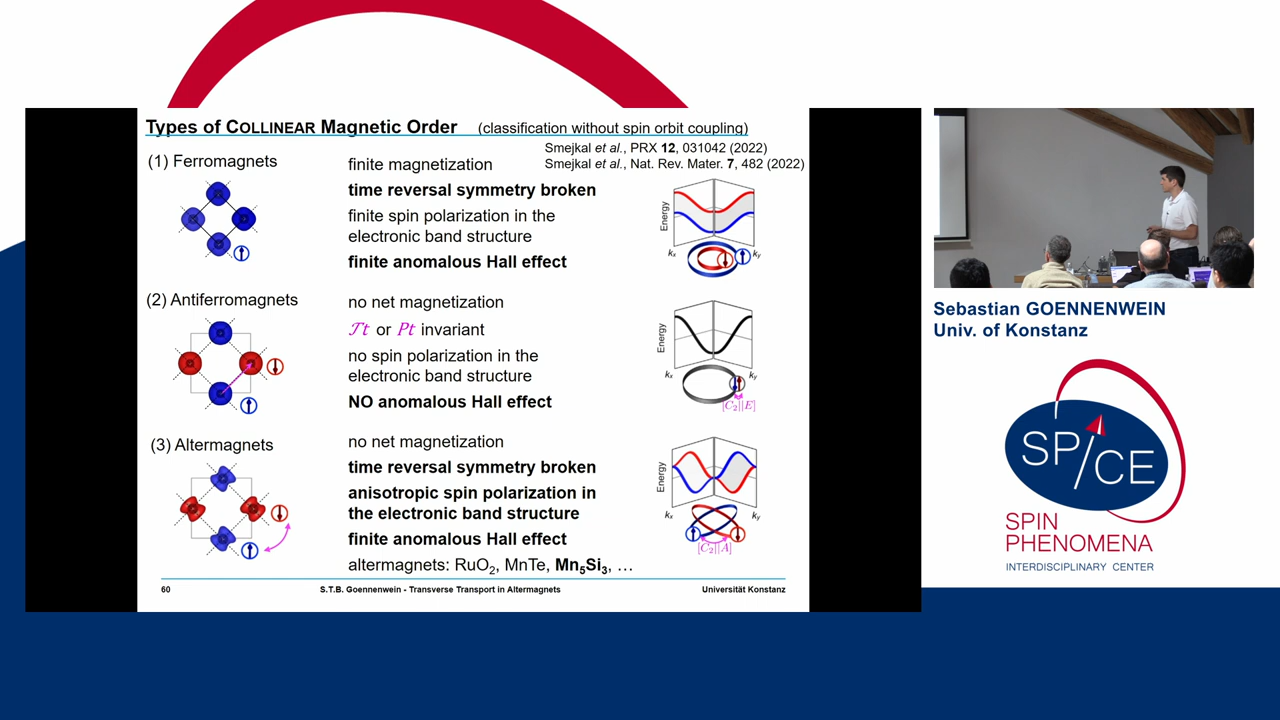 Types of COLLINEAR Magnetic Order (classification without spin orbit coupling)
Smejkal et al., PRX 12, 031042 (2022)
Smejkal et al., Nat. Rev. Mater. 7, 482 (2022)
(1) Ferromagnets
finite magnetization
time reversal symmetry broken
finite spin polarization in the
electronic band structure
finite anomalous Hall effect
Energy
kx
ky
(2) Antiferromagnets
no net magnetization
𝒯t or Pt invariant
no spin polarization in the
electronic band structure
NO anomalous Hall effect
Energy
kx
ky
[C2||E]
(3) Altermagnets
no net magnetization
time reversal symmetry broken
anisotropic spin polarization in
the electronic band structure
finite anomalous Hall effect
altermagnets: RuO2, MnTe, Mn5Si3, …
Energy
kx
ky
[C2||A]
60
S.T.B. Goennenwein - Transverse Transport in Altermagnets
Universität Konstanz
Sebastian GOENNENWEIN
Univ. of Konstanz
SP/CE
SPIN
PHENOMENA
INTERDISCIPLINARY CENTER